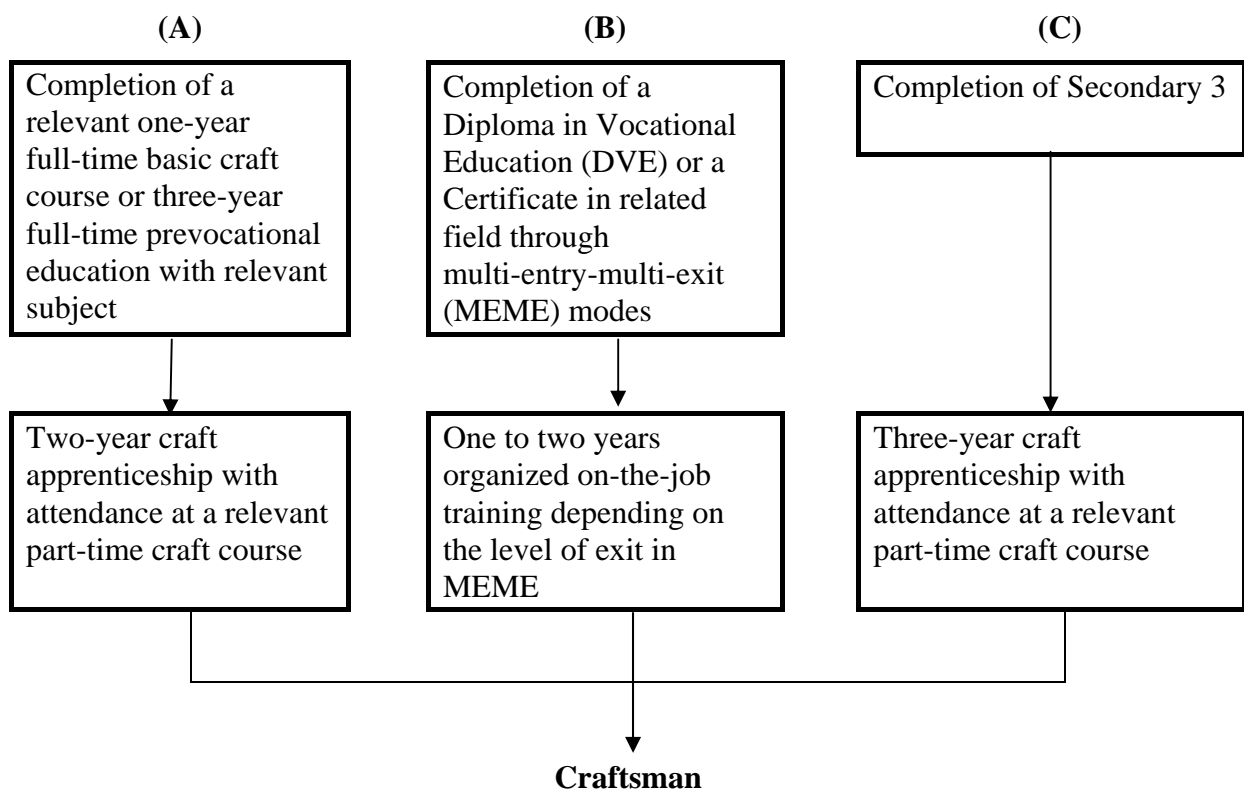 (A)
(B)
(C)
Completion of a
relevant one-year
full-time basic craft
course or three-year
full-time prevocational
education with relevant
subject
Completion of a
Diploma in Vocational
Education (DVE) or a
Certificate in related
field through
multi-entry-multi-exit
(MEME) modes
Completion of Secondary 3
Two-year craft
apprenticeship with
attendance at a relevant
part-time craft course
One to two years
organized on-the-job
training depending on
the level of exit in
MEME
Three-year craft
apprenticeship with
attendance at a relevant
part-time craft course
Craftsman